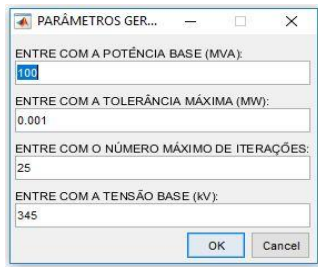 PARÂMETROS GER...
ENTRE COM A POTÊNCIA BASE (MVA):
100
ENTRE COM A TOLERÂNCIA MÁXIMA (MW):
0.001
ENTRE COM O NÚMERO MÁXIMO DE ITERAÇÕES:
25
ENTRE COM A TENSÃO BASE (kV):
345
OK Cancel